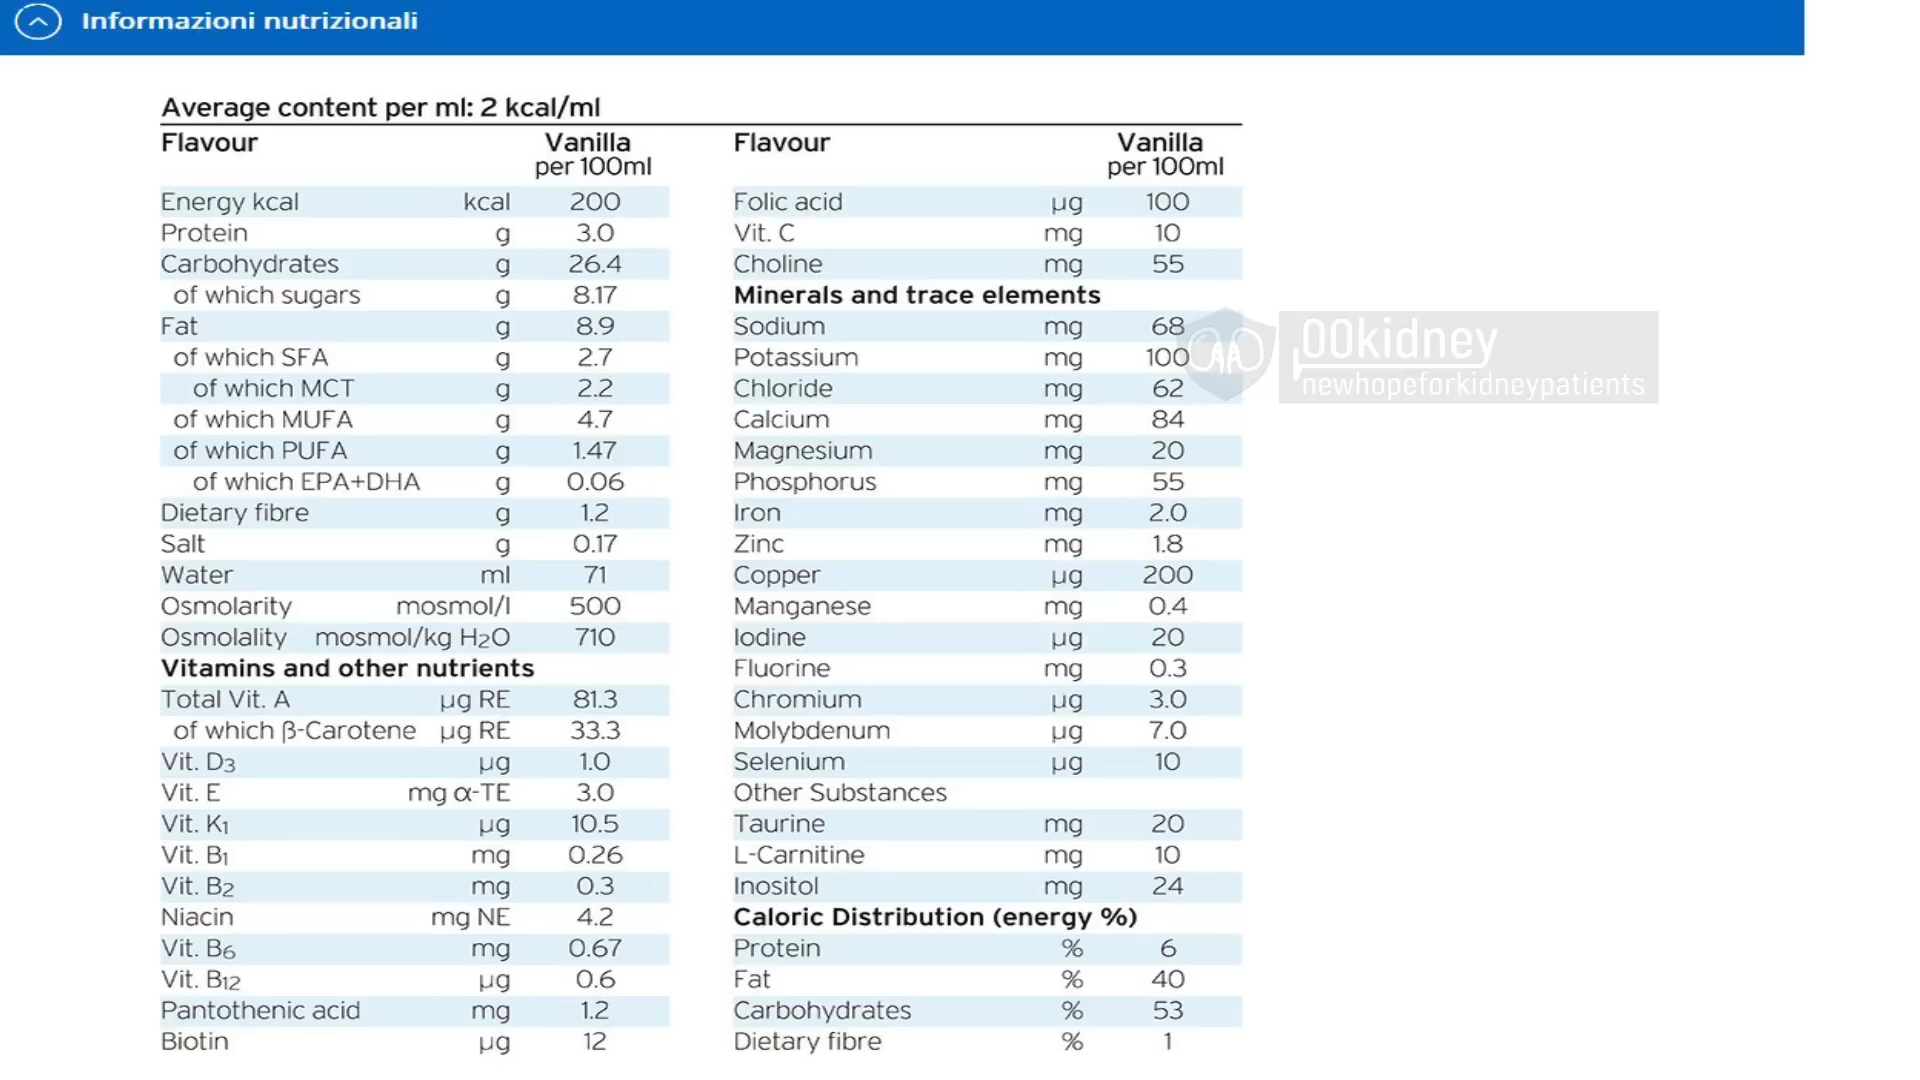 Informazioni nutrizionali
Average content per ml: 2 kcal/ml
Flavour Vanilla
per 100ml
Energy kcal kcal 200
Protein g 3.0
Carbohydrates g 26.4
of which sugars g 8.17
Fat g 8.9
of which SFA g 2.7
of which MCT g 2.2
of which MUFA g 4.7
of which PUFA g 1.47
of which EPA+DHA g 0.06
Dietary fibre g 1.2
Salt g 0.17
Water ml 71
Osmolarity mosmol/l 500
Osmolality mosmol/kg H2O 710
Vitamins and other nutrients
Total Vit. A µg RE 81.3
of which β-Carotene µg RE 33.3
Vit. D3 µg 1.0
Vit. E mg α-TE 3.0
Vit. K1 µg 10.5
Vit. B1 mg 0.26
Vit. B2 mg 0.3
Niacin mg NE 4.2
Vit. B6 mg 0.67
Vit. B12 µg 0.6
Pantothenic acid mg 1.2
Biotin µg 12
Flavour Vanilla
per 100ml
Folic acid µg 100
Vit. C mg 10
Choline mg 55
Minerals and trace elements
Sodium mg 68
Potassium mg 100
Chloride mg 62
Calcium mg 84
Magnesium mg 20
Phosphorus mg 55
Iron mg 2.0
Zinc mg 1.8
Copper µg 200
Manganese mg 0.4
Iodine µg 20
Fluorine mg 0.3
Chromium µg 3.0
Molybdenum µg 7.0
Selenium µg 10
Other Substances
Taurine mg 20
L-Carnitine mg 10
Inositol mg 24
Caloric Distribution (energy %)
Protein % 6
Fat % 40
Carbohydrates % 53
Dietary fibre % 1
00kidney
newhopeforkidneypatients